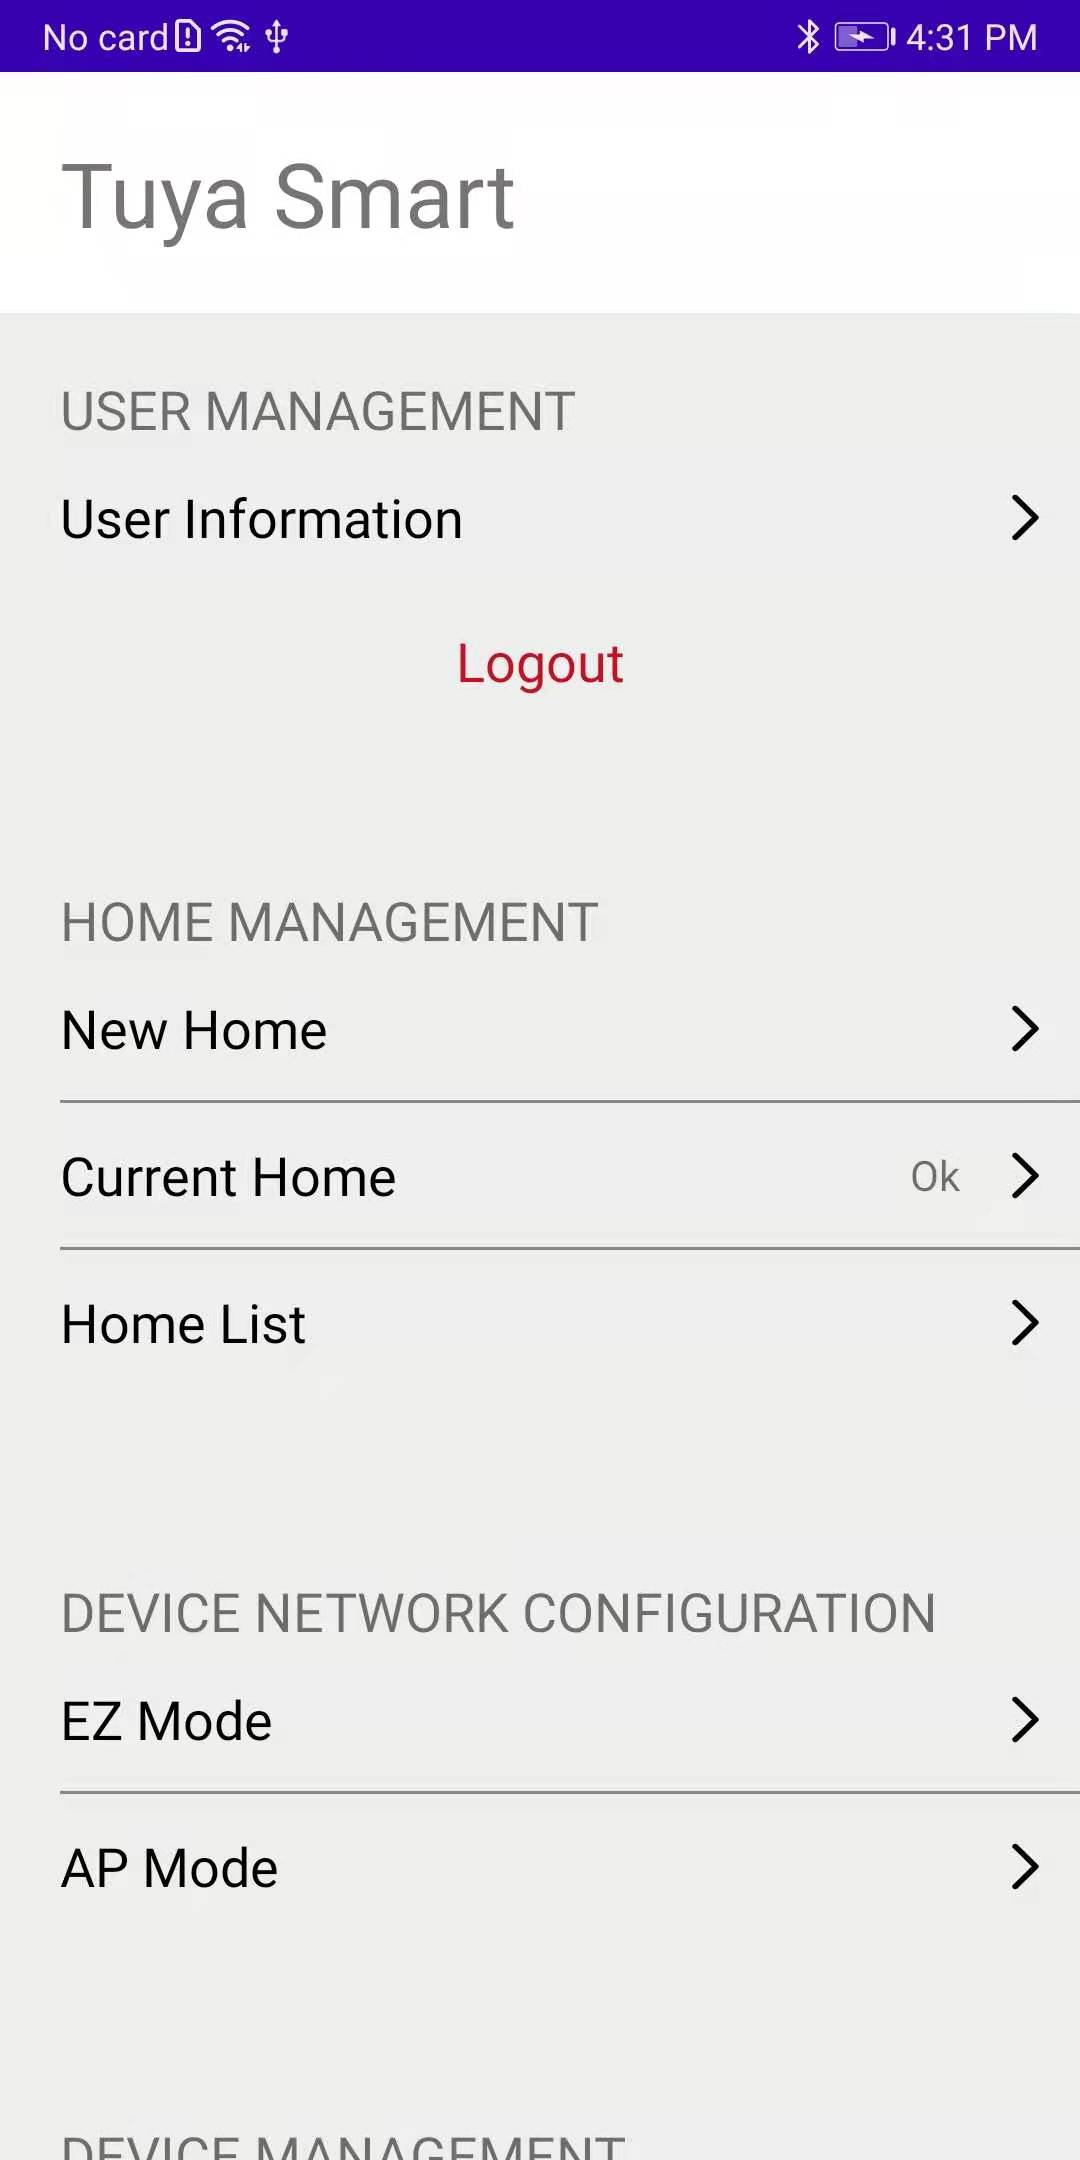 No card 4:31 PM
Tuya Smart
USER MANAGEMENT
User Information
Logout
HOME MANAGEMENT
New Home
Current Home Ok
Home List
DEVICE NETWORK CONFIGURATION
EZ Mode
AP Mode
DEVICE MANAGEMENT